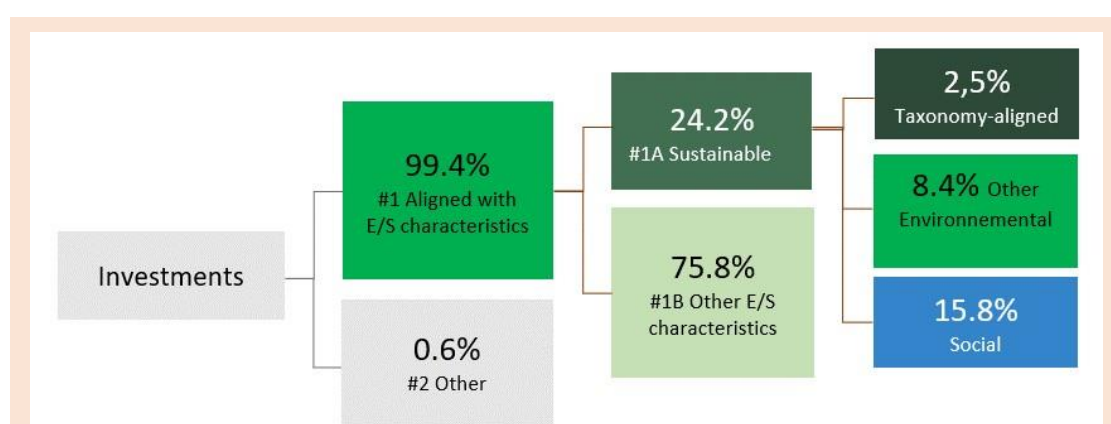 Investments
99.4%
#1 Aligned with
E/S characteristics
0.6%
#2 Other
24.2%
#1A Sustainable
75.8%
#1B Other E/S
characteristics
2,5%
Taxonomy-aligned
8.4% Other
Environnemental
15.8%
Social